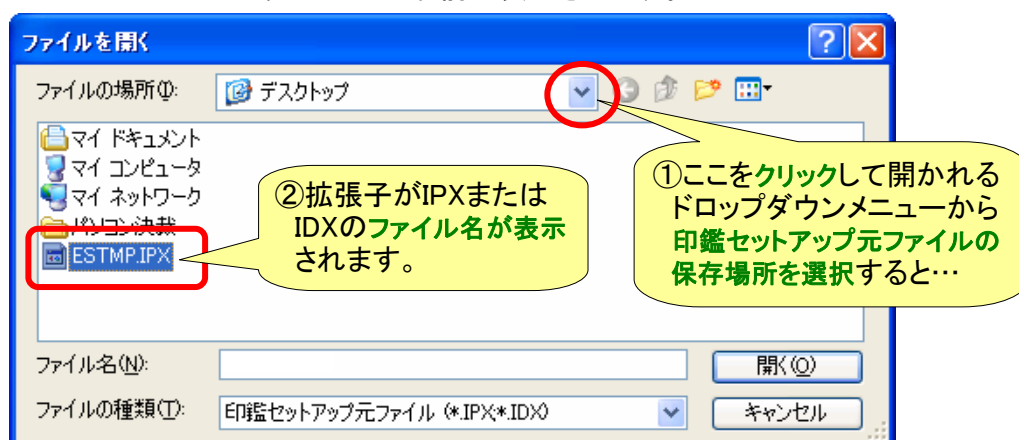 ファイルを開く
ファイルの場所(I):
デスクトップ
マイ ドキュメント
マイ コンピュータ
マイ ネットワーク
パソコン決裁
ESTMP.IPX
①ここをクリックして開かれる
ドロップダウンメニューから
印鑑セットアップ元ファイルの
保存場所を選択すると…
②拡張子がIPXまたは
IDXのファイル名が表示
されます。
ファイル名(N):
開く(O)
ファイルの種類(T):
印鑑セットアップ元ファイル (*.IPX;*.IDX)
キャンセル